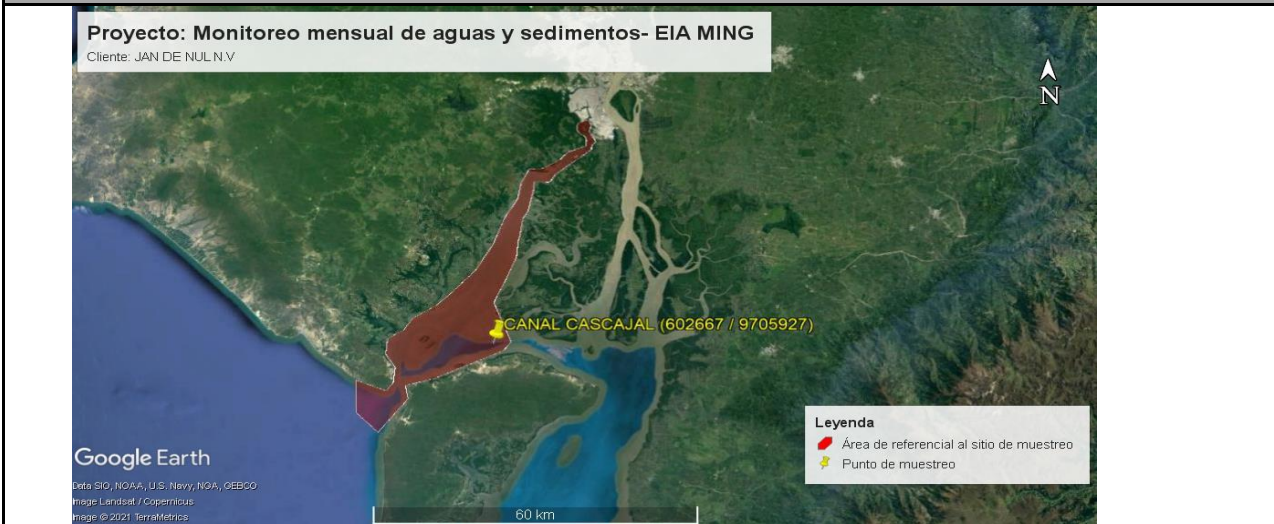 Proyecto: Monitoreo mensual de aguas y sedimentos- EIA MING
Cliente: JAN DE NUL N.V
N
CANAL CASCAJAL (602667 / 9705927)
Leyenda
Área de referencial al sitio de muestreo
Punto de muestreo
Google Earth
Data SIO, NOAA, U.S. Navy, NGA, GEBCO
Image Landsat / Copernicus
Image © 2021 TerraMetrics
60 km